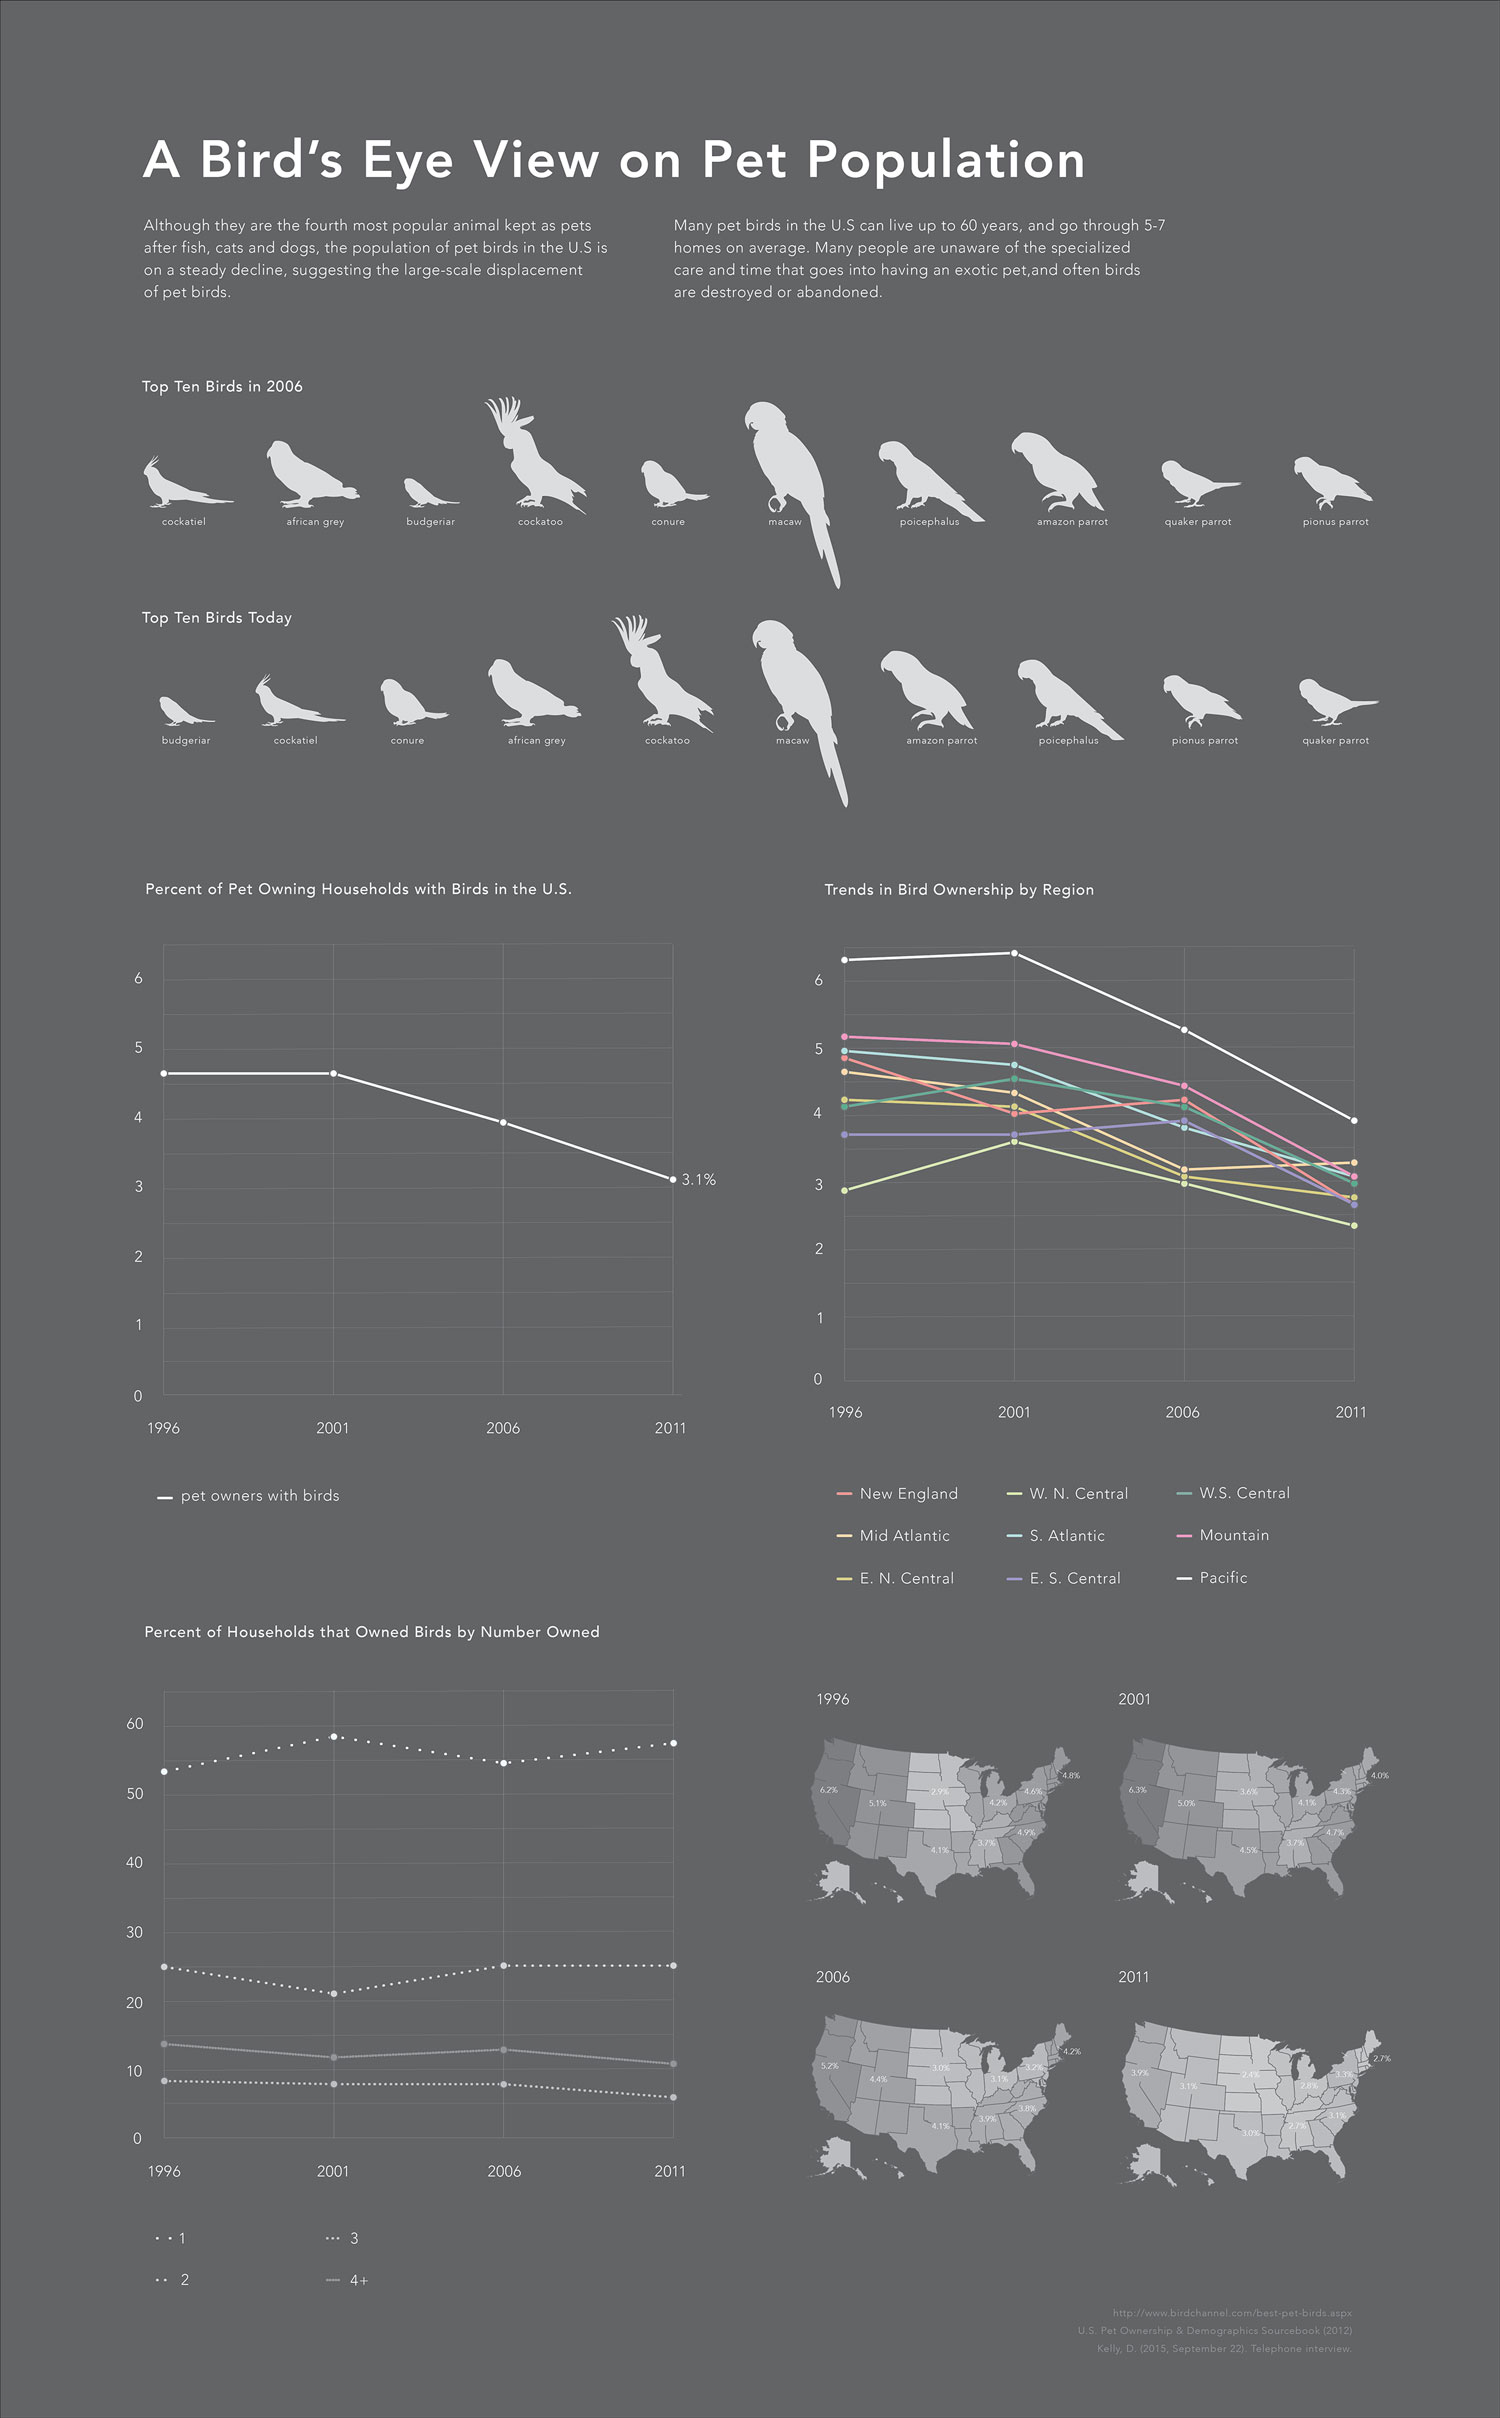 A Bird’s Eye View on Pet Population
Although they are the fourth most popular animal kept as pets
after fish, cats and dogs, the population of pet birds in the U.S is
on a steady decline, suggesting the large-scale displacement
of pet birds.
Many pet birds in the U.S can live up to 60 years, and go through 5-7
homes on average. Many people are unaware of the specialized
care and time that goes into having an exotic pet,and often birds
are destroyed or abandoned.
Top Ten Birds in 2006
cockatiel african grey budgeriar cockatoo conure macaw poicephalus amazon parrot quaker parrot pionus parrot
Top Ten Birds Today
budgeriar cockatiel conure african grey cockatoo macaw amazon parrot poicephalus pionus parrot quaker parrot
Percent of Pet Owning Households with Birds in the U.S.
6
5
4
3
2
1
0
3.1%
1996 2001 2006 2011
pet owners with birds
Trends in Bird Ownership by Region
6
5
4
3
2
1
0
1996 2001 2006 2011
New England W. N. Central W.S. Central
Mid Atlantic S. Atlantic Mountain
E. N. Central E. S. Central Pacific
Percent of Households that Owned Birds by Number Owned
60
50
40
30
20
10
0
1996 2001 2006 2011
1 3
2 4+
1996
6.2% 5.1% 2.9% 4.2% 4.6% 4.8%
4.1% 3.7% 4.9%
2001
6.3% 5.0% 3.6% 4.1% 4.3% 4.0%
4.5% 3.7% 4.7%
2006
5.2% 4.4% 3.0% 3.1% 3.2% 4.2%
4.1% 3.9% 3.8%
2011
3.9% 3.1% 2.4% 2.8% 3.3% 2.7%
3.0% 2.7% 3.1%
http://www.birdchannel.com/best-pet-birds.aspx
U.S. Pet Ownership & Demographics Sourcebook (2012)
Kelly, D. (2015, September 22). Telephone interview.